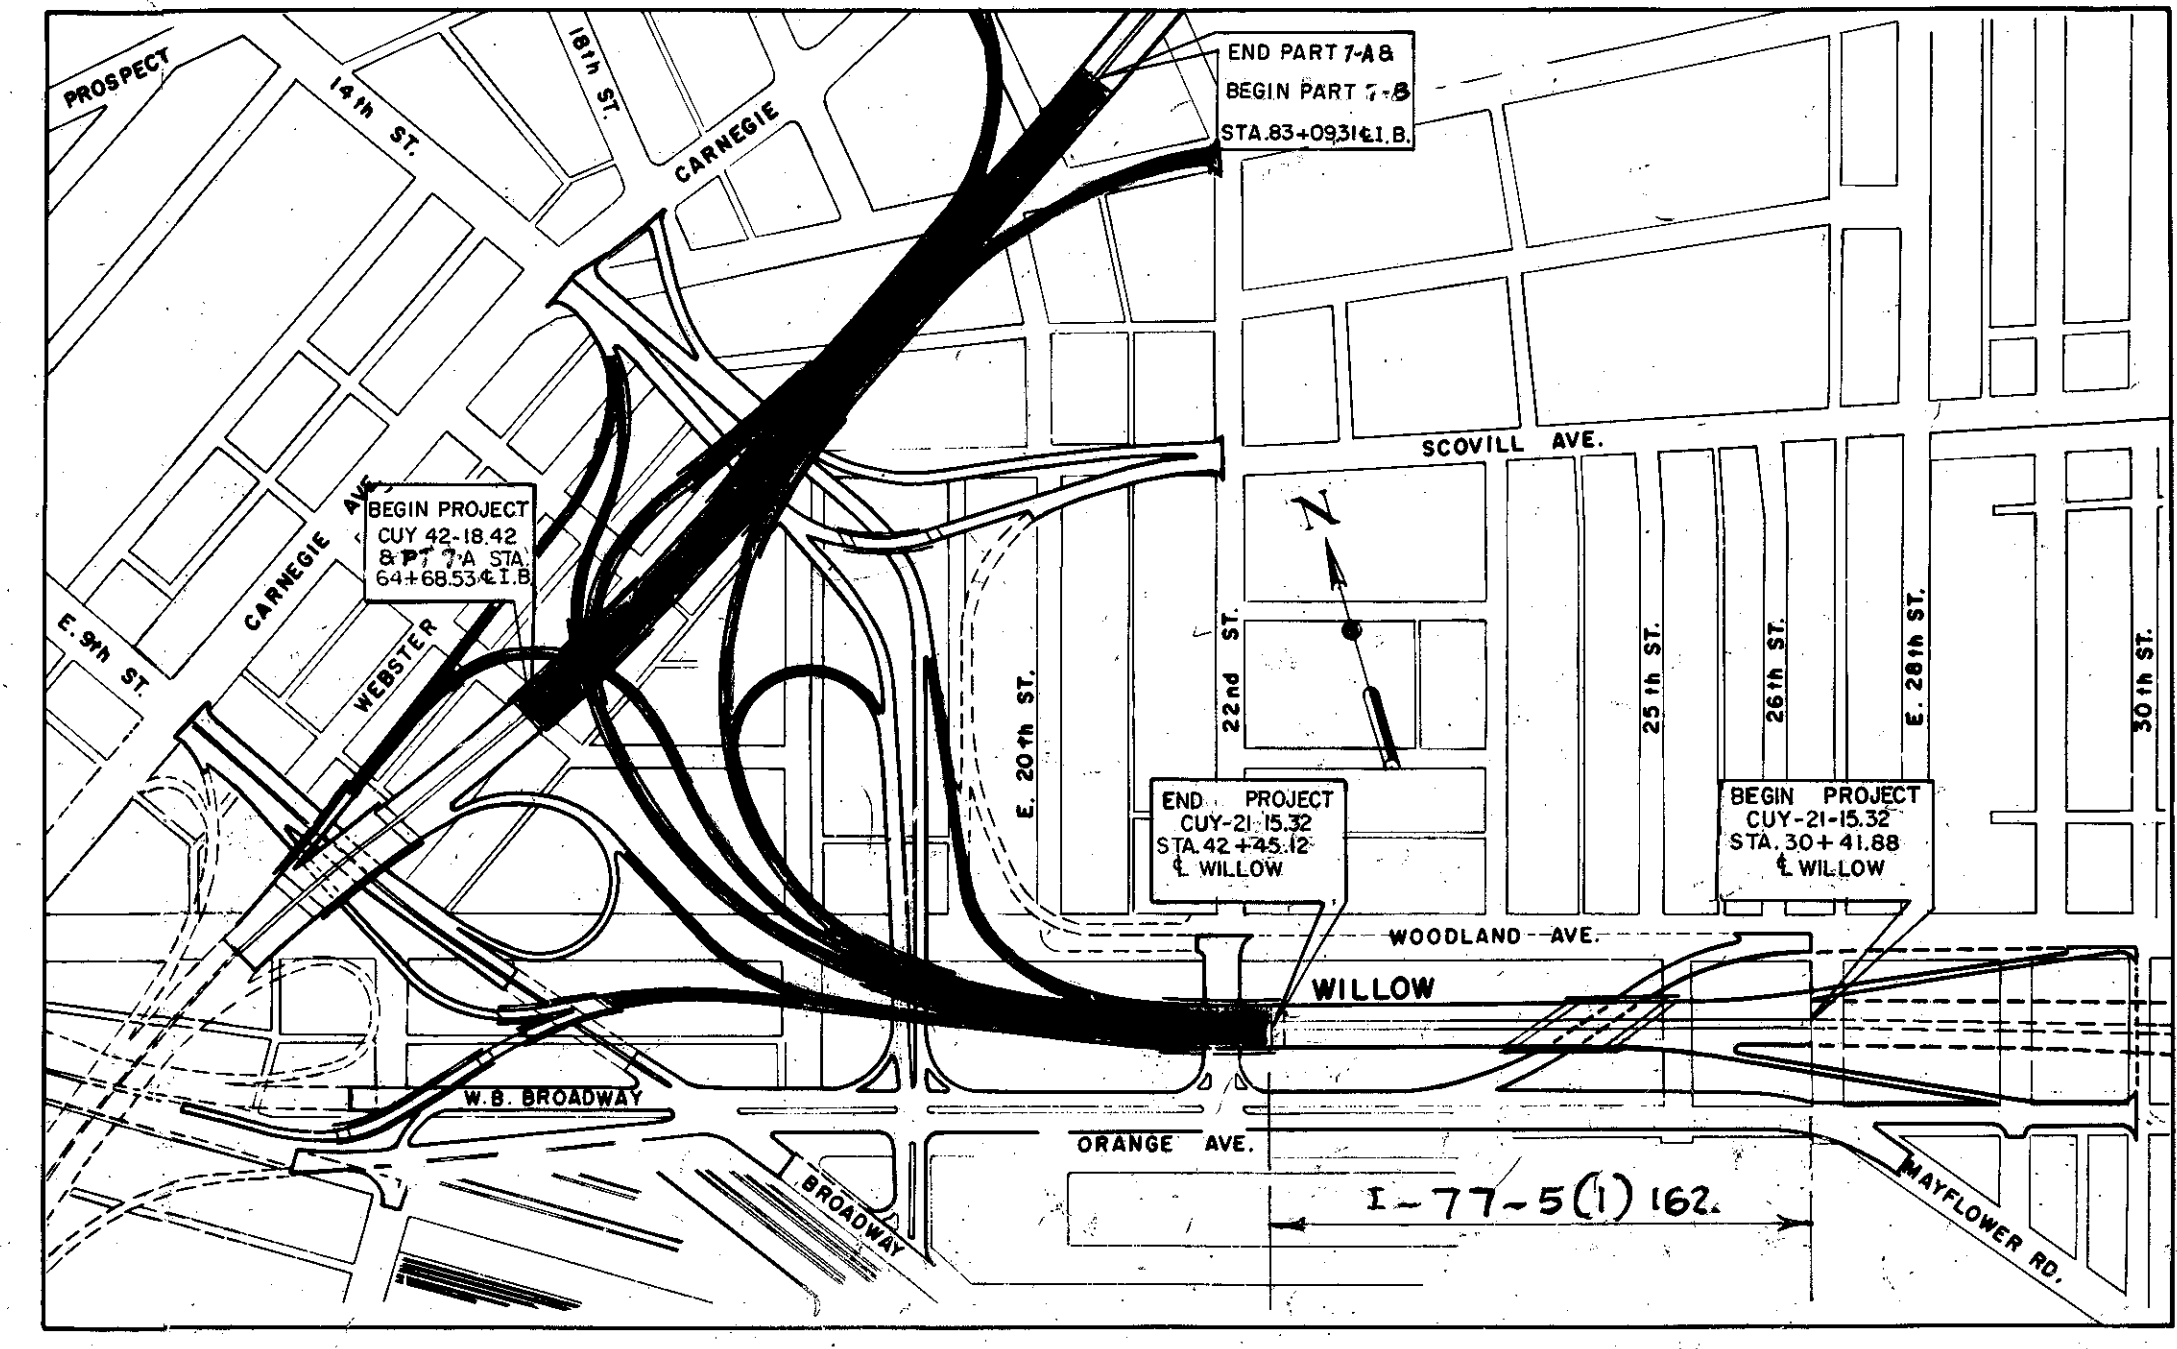 PROSPECT
14th ST.
18th ST.
CARNEGIE
END PART 7-A &
BEGIN PART 7-B
STA.83+09.31 ℄ I.B.
SCOVILL AVE.
CARNEGIE AVE.
BEGIN PROJECT
CUY 42-18.42
& PT 7-A STA.
64+68.53 ℄ I.B.
N
E. 9th ST.
WEBSTER
E. 20th ST.
22nd ST.
25th ST.
26th ST.
E. 28th ST.
30th ST.
END PROJECT
CUY-21-15.32
STA. 42+45.12
℄ WILLOW
BEGIN PROJECT
CUY-21-15.32
STA. 30+41.88
℄ WILLOW
WOODLAND AVE.
WILLOW
W.B. BROADWAY
ORANGE AVE.
BROADWAY
I-77-5(1)162
MAYFLOWER RD.